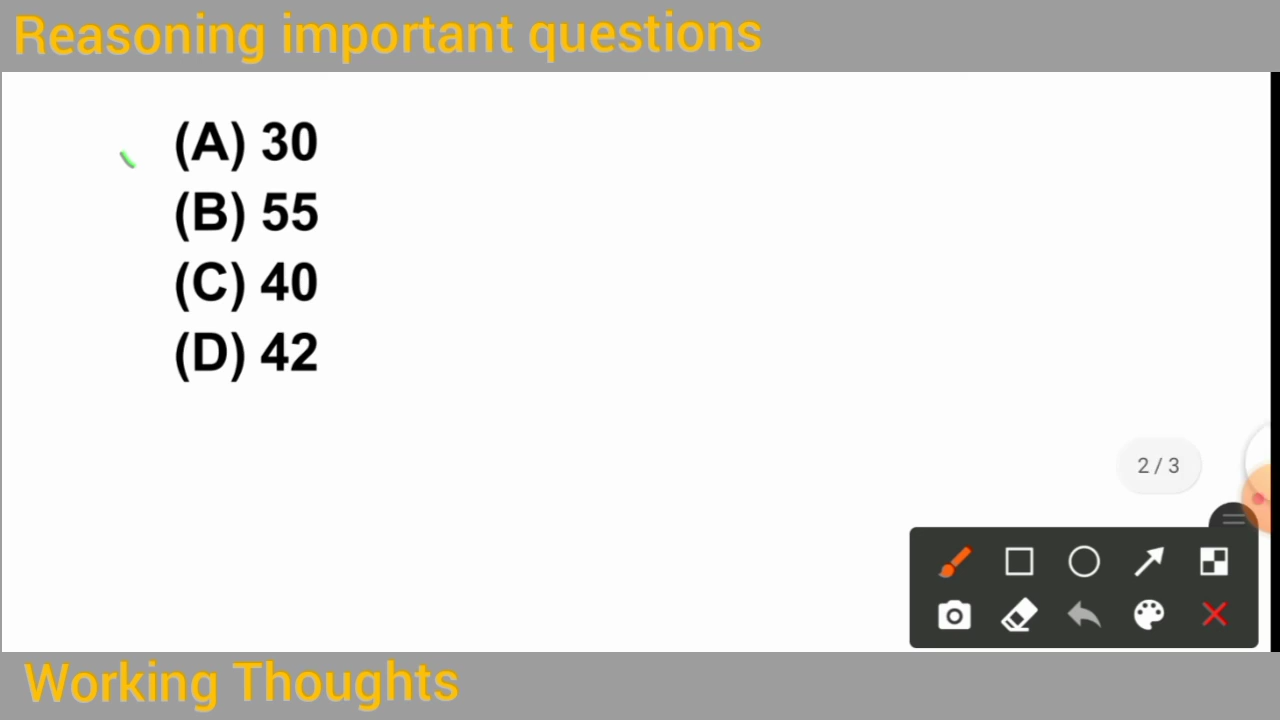 Reasoning important questions
(A) 30
(B) 55
(C) 40
(D) 42
2 / 3
Working Thoughts